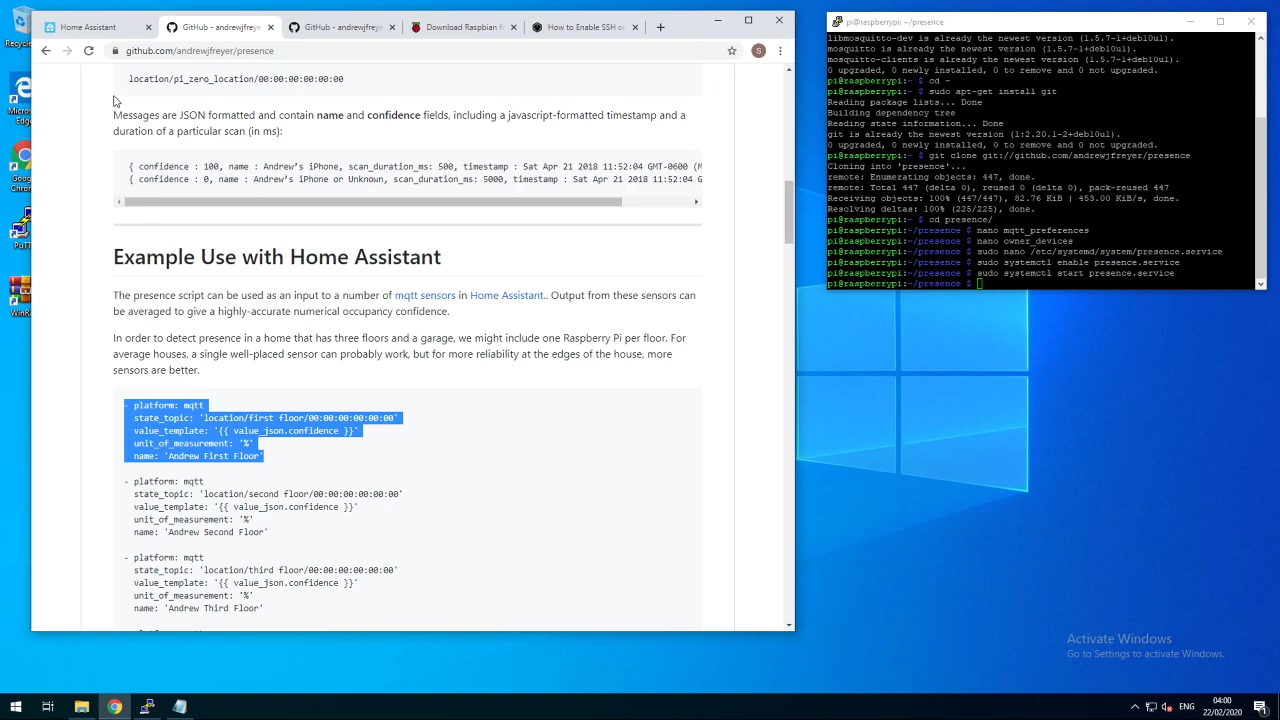 Home Assistant
GitHub - andrewjfreyer/
GitHub - andrewjfreyer/
Download Raspbian fo
How to Enable SSH or
github.com/andrewjfreyer/presence
S
location/pi_zero_location/00:00:00:00:00:00
Messages are JSON formatted and contain name and confidence fields, including a javascript-formatted timestamp and a
duration of a particular scan (in ms):
{ confidence : 100, name : Andrew's iPhone, scan_duration_ms: 500, timestamp : Sat Apr 21 2018 11:52:04 GMT-0600 (M
{ confidence : 0, name : Andrew's iPhone or Unknown, scan_duration_ms: 5000, timestamp : Sat Apr 21 2018 11:52:04 G
Example Use with Home Assistant
The presence script can be used as an input to a number of mqtt sensors in Home Assistant.. Output from these sensors can
be averaged to give a highly-accurate numerical occupancy confidence.
In order to detect presence in a home that has three floors and a garage, we might include one Raspberry Pi per floor. For
average houses, a single well-placed sensor can probably work, but for more reliability at the edges of the house, more
sensors are better.
- platform: mqtt
state_topic: 'location/first floor/00:00:00:00:00:00'
value_template: '{{ value_json.confidence }}'
unit_of_measurement: '%'
name: 'Andrew First Floor'
- platform: mqtt
state_topic: 'location/second floor/00:00:00:00:00:00'
value_template: '{{ value_json.confidence }}'
unit_of_measurement: '%'
name: 'Andrew Second Floor'
- platform: mqtt
state_topic: 'location/third floor/00:00:00:00:00:00'
value_template: '{{ value_json.confidence }}'
unit_of_measurement: '%'
name: 'Andrew Third Floor'
pi@raspberrypi: ~/presence
libmosquitto-dev is already the newest version (1.5.7-1+deb10u1).
mosquitto is already the newest version (1.5.7-1+deb10u1).
mosquitto-clients is already the newest version (1.5.7-1+deb10u1).
0 upgraded, 0 newly installed, 0 to remove and 0 not upgraded.
pi@raspberrypi:~ $ cd ~
pi@raspberrypi:~ $ sudo apt-get install git
Reading package lists... Done
Building dependency tree
Reading state information... Done
git is already the newest version (1:2.20.1-2+deb10u1).
0 upgraded, 0 newly installed, 0 to remove and 0 not upgraded.
pi@raspberrypi:~ $ git clone git://github.com/andrewjfreyer/presence
Cloning into 'presence'...
remote: Enumerating objects: 447, done.
remote: Total 447 (delta 0), reused 0 (delta 0), pack-reused 447
Receiving objects: 100% (447/447), 82.76 KiB | 453.00 KiB/s, done.
Resolving deltas: 100% (225/225), done.
pi@raspberrypi:~ $ cd presence/
pi@raspberrypi:~/presence $ nano mqtt_preferences
pi@raspberrypi:~/presence $ nano owner_devices
pi@raspberrypi:~/presence $ sudo nano /etc/systemd/system/presence.service
pi@raspberrypi:~/presence $ sudo systemctl enable presence.service
pi@raspberrypi:~/presence $ sudo systemctl start presence.service
pi@raspberrypi:~/presence $
Recycle
Micros
Edg
Goo
Chro
PuTT
WinRA
Activate Windows
Go to Settings to activate Windows.
ENG
04:00
22/02/2020
1